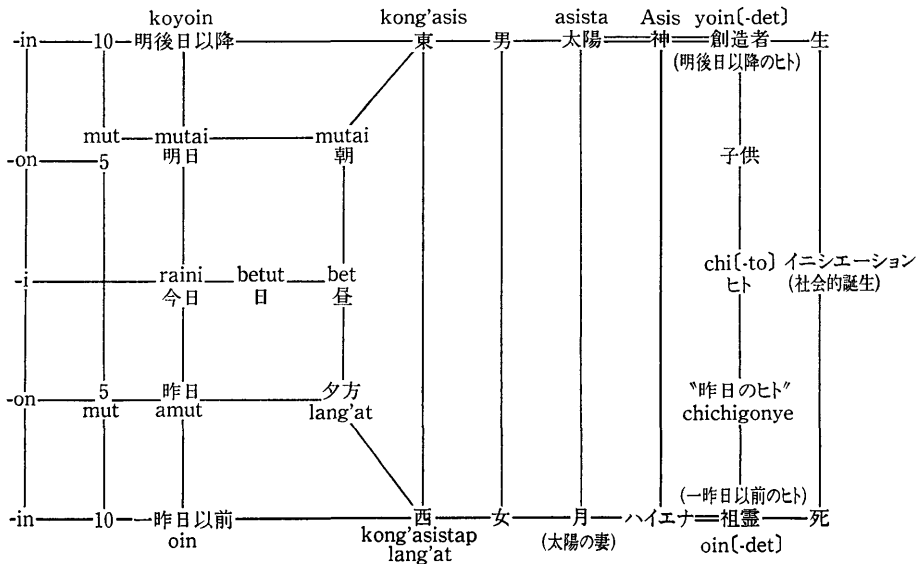 koyoin kong'asis asista Asis yoin〔-det〕
-in 10 明後日以降 東 男 太陽 神 創造者 生
(明後日以降のヒト)
mut mutai mutai
-on 5 明日 朝 子供
raini betut bet chi〔-to〕 イニシエーション
-i 今日 日 昼 ヒト (社会的誕生)
5 昨日 夕方 〝昨日のヒト〟
-on mut amut lang'at chichigonye
(一昨日以前のヒト)
-in 10 一昨日以前 西 女 月 ハイエナ 祖霊 死
oin kong'asistap (太陽の妻) oin〔-det〕
lang'at